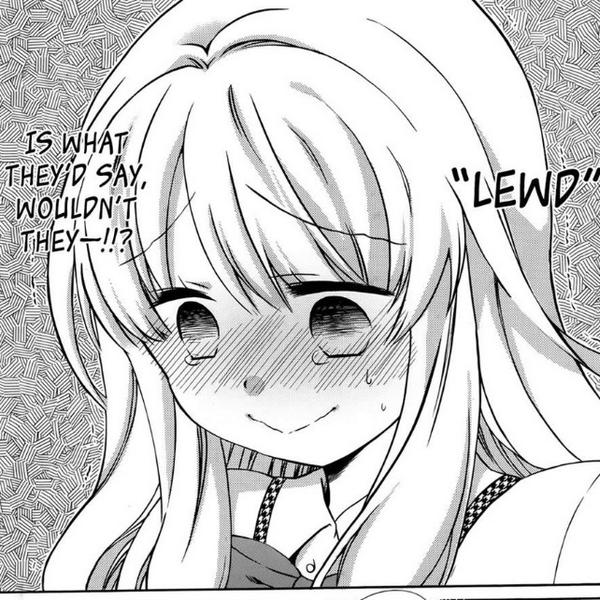 "LEWD"
IS WHAT
THEY'D SAY,
WOULDN'T
THEY—!!?